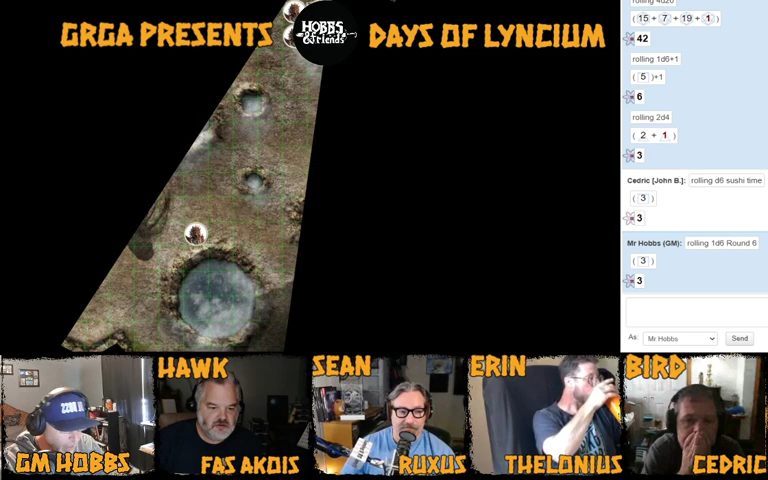 GRGA PRESENTS
HOBBS
& friends
DAYS OF LYNCIUM
rolling 4d20
( 15 + 7 + 19 + 1 )
42
rolling 1d6+1
( 5 )+1
6
rolling 2d4
( 2 + 1 )
3
Cedric [John B.]: rolling d6 sushi time
( 3 )
3
Mr Hobbs (GM): rolling 1d6 Round 6
( 3 )
3
As: Mr Hobbs Send
HAWK SEAN ERIN BIRD
GM HOBBS FAS AKOIS RUXUS THELONIUS CEDRIC